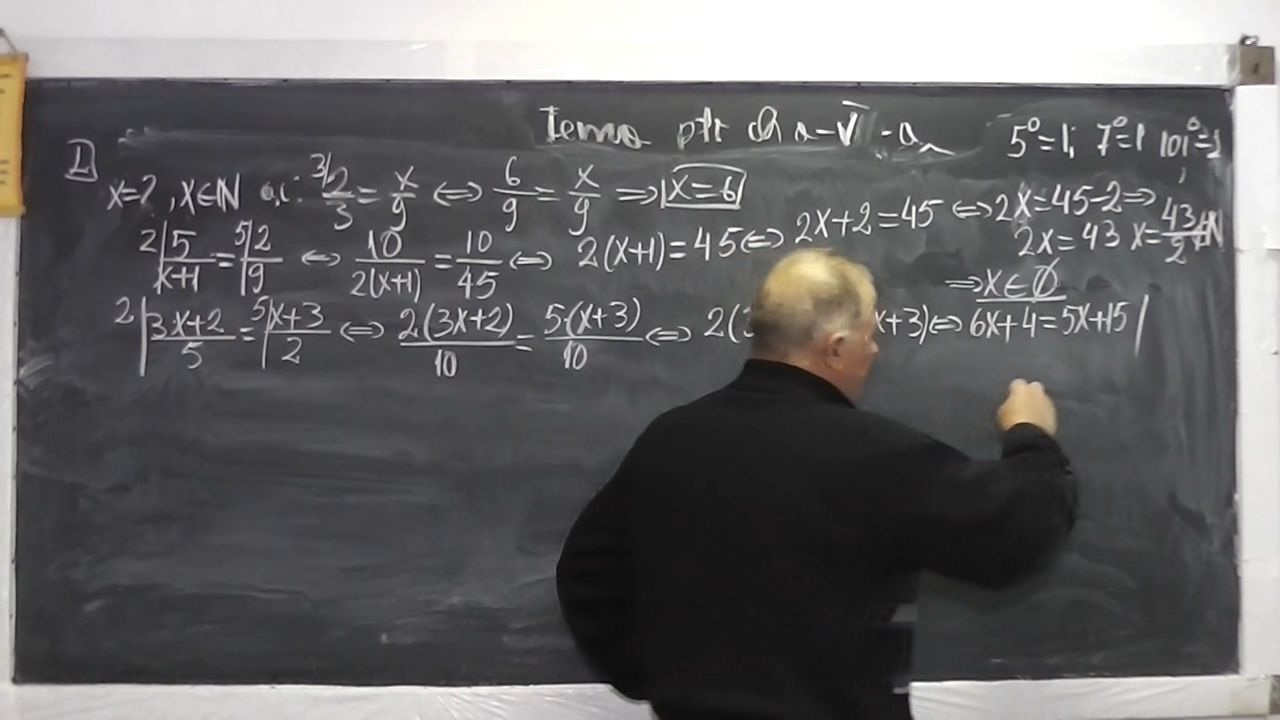 Tema ptr cls a-V-a
5⁰=1; 7⁰=1 ; 101⁰=1
1) x=? , x∈ℕ a.i. 3/2/3 = x/9 ⇔ 6/9 = x/9 ⇒ x=6
2|5/x+1 = 5|2/9 ⇔ 10/2(x+1) = 10/45 ⇔ 2(x+1)=45 ⇔ 2x+2=45 ⇔ 2x=45-2 ⇒
2x=43 x=43/2∉ℕ
⇒ x∈∅
2|3x+2/5 = 5|x+3/2 ⇔ 2(3x+2)/10 = 5(x+3)/10 ⇔ 2(3 x+3) ⇔ 6x+4=5x+15 |